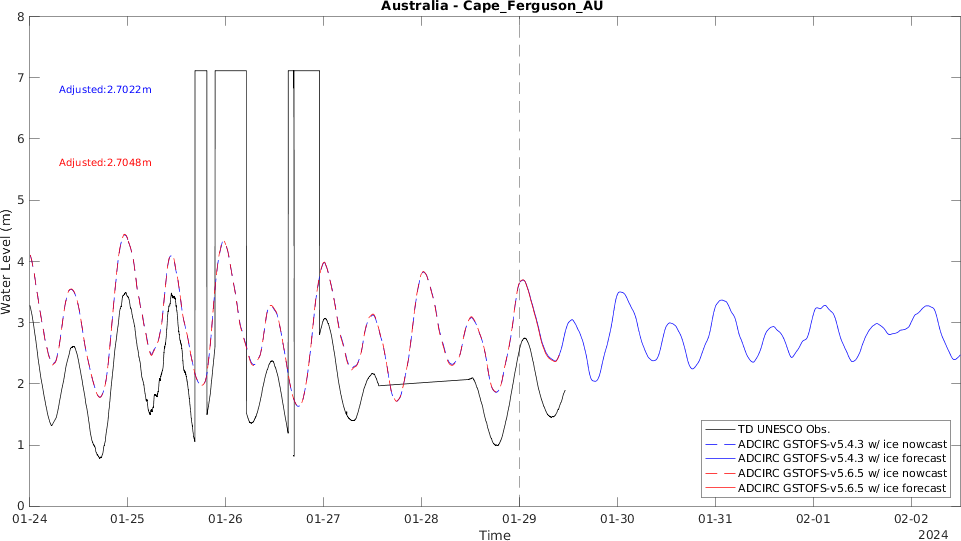 Australia - Cape_Ferguson_AU
8
7
6
5
4
3
2
1
0
Water Level (m)
Adjusted:2.7022m
Adjusted:2.7048m
TD UNESCO Obs.
ADCIRC GSTOFS-v5.4.3 w/ ice nowcast
ADCIRC GSTOFS-v5.4.3 w/ ice forecast
ADCIRC GSTOFS-v5.6.5 w/ ice nowcast
ADCIRC GSTOFS-v5.6.5 w/ ice forecast
01-24 01-25 01-26 01-27 01-28 01-29 01-30 01-31 02-01 02-02
Time
2024